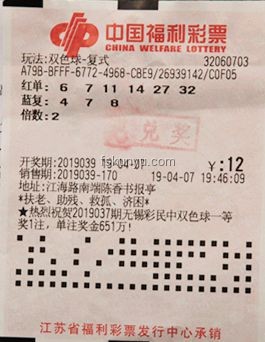 中国福利彩票
CHINA WELFARE LOTTERY
玩法:双色球-复式 32060703
A79B-BFFF-6772-4968-CBE9/26939142/C0F05
红单: 6 7 11 14 27 32
蓝复: 4 7 8
倍数:2
已兑奖
开奖期:2019039 19-04-07 ¥:12
销售期:2019039-170 19-04-07 19:46:09
地址:江海路南端陈香书报亭
*扶老、助残、救孤、济困*
★热烈祝贺2019037期无锡彩民中双色球一等
奖1注,单注奖金651万!
江苏省福利彩票发行中心承销